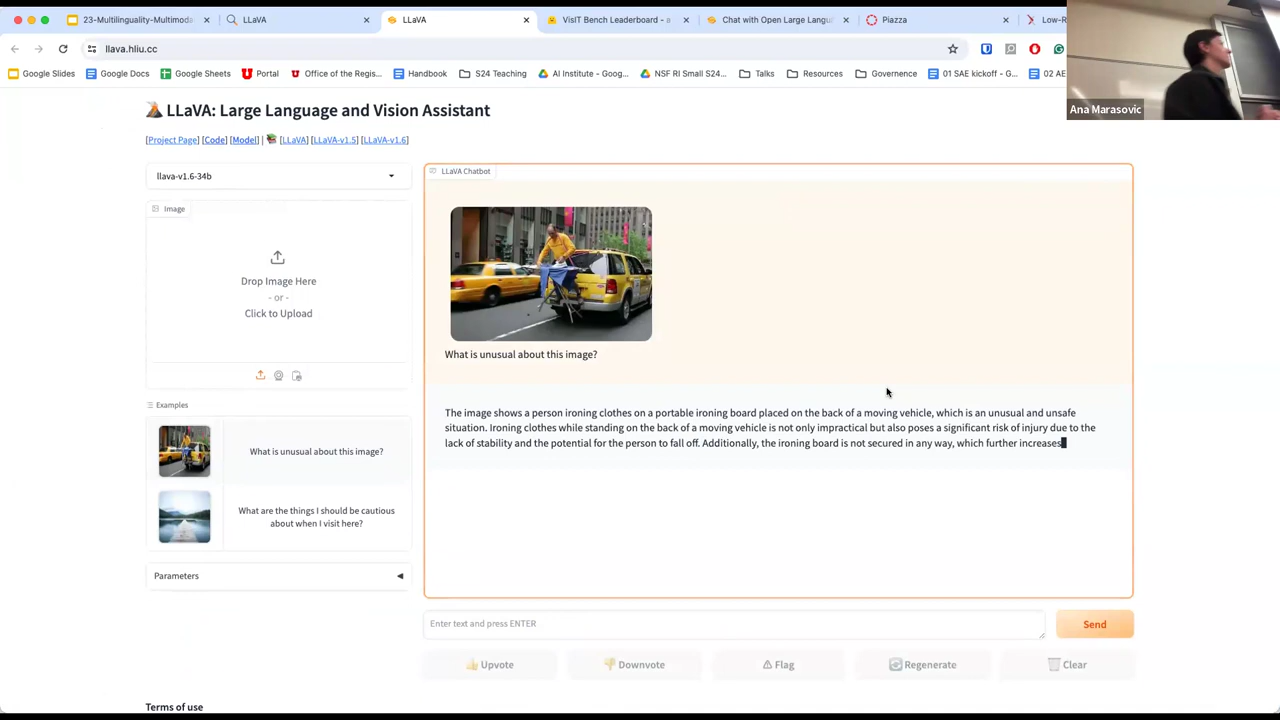 23-Multilinguality-Multimoda
LLaVA
LLaVA
VisIT Bench Leaderboard - a
Chat with Open Large Langu
Piazza
Low-R
llava.hliu.cc
Google Slides
Google Docs
Google Sheets
Portal
Office of the Regis...
Handbook
S24 Teaching
AI Institute - Goog...
NSF RI Small S24...
Talks
Resources
Governence
01 SAE kickoff - G...
02 AE
Ana Marasovic
LLaVA: Large Language and Vision Assistant
[Project Page] [Code] [Model] | [LLaVA] [LLaVA-v1.5] [LLaVA-v1.6]
llava-v1.6-34b
Image
Drop Image Here
- or -
Click to Upload
Examples
What is unusual about this image?
What are the things I should be cautious
about when I visit here?
Parameters
LLaVA Chatbot
What is unusual about this image?
The image shows a person ironing clothes on a portable ironing board placed on the back of a moving vehicle, which is an unusual and unsafe
situation. Ironing clothes while standing on the back of a moving vehicle is not only impractical but also poses a significant risk of injury due to the
lack of stability and the potential for the person to fall off. Additionally, the ironing board is not secured in any way, which further increases
Enter text and press ENTER
Send
Upvote
Downvote
Flag
Regenerate
Clear
Terms of use